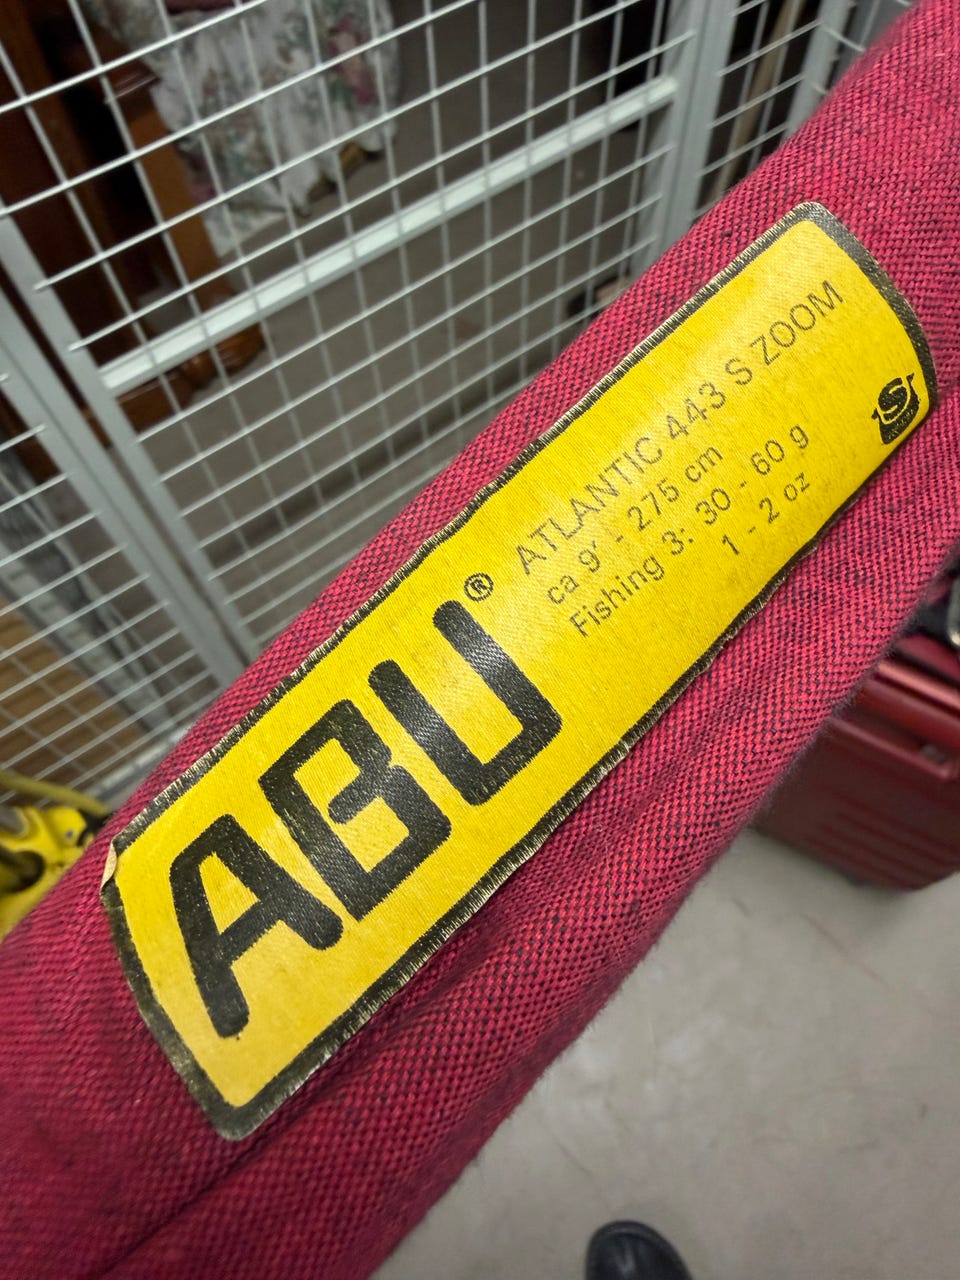 ABU®
ATLANTIC 443 S ZOOM
ca 9' - 275 cm
Fishing 3: 30 - 60 g
1 - 2 oz
S